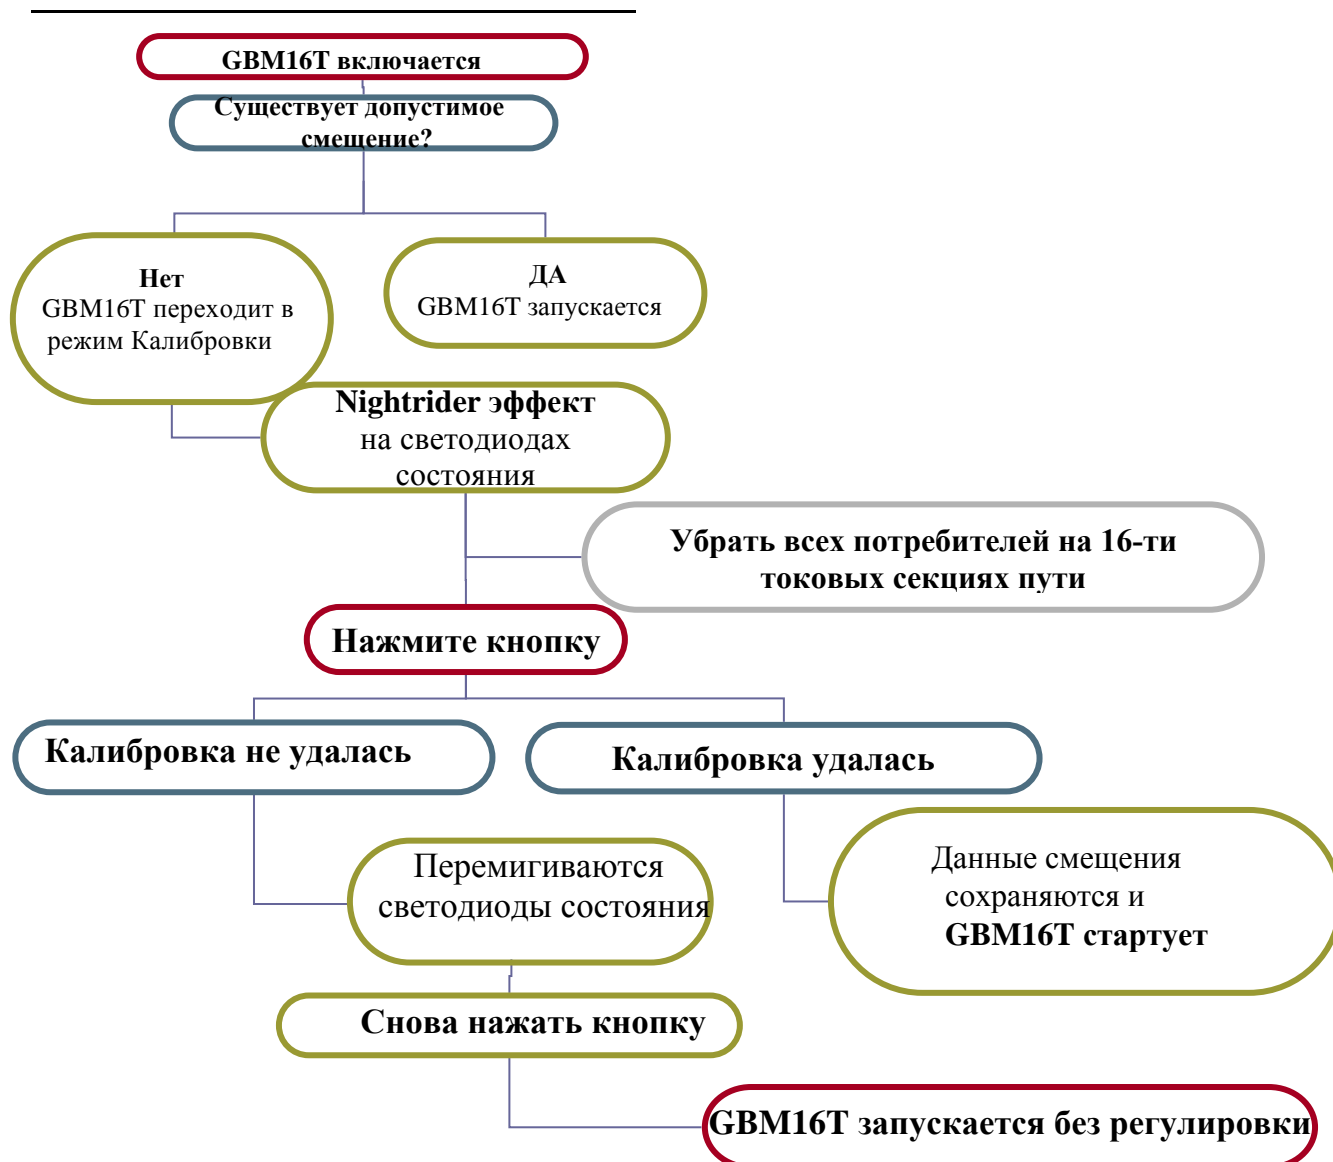 GBM16T включается
Существует допустимое
смещение?
Нет
GBM16T переходит в
режим Калибровки
ДА
GBM16T запускается
Nightrider эффект
на светодиодах
состояния
Убрать всех потребителей на 16-ти
токовых секциях пути
Нажмите кнопку
Калибровка не удалась
Калибровка удалась
Перемигиваются
светодиоды состояния
Данные смещения
сохраняются и
GBM16T стартует
Снова нажать кнопку
GBM16T запускается без регулировки